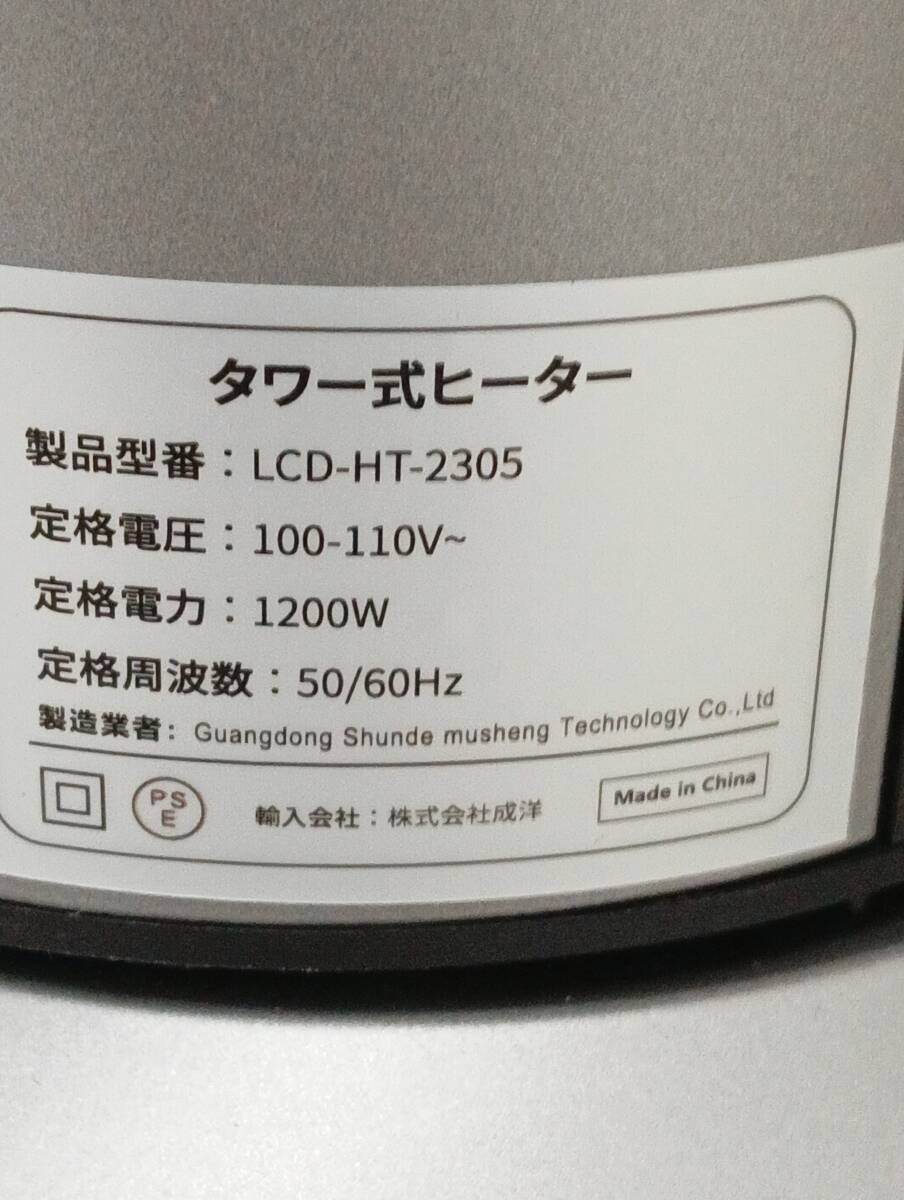 タワー式ヒーター
製品型番：LCD-HT-2305
定格電圧：100-110V~
定格電力：1200W
定格周波数：50/60Hz
製造業者: Guangdong Shunde musheng Technology Co.,Ltd
PS
E
輸入会社：株式会社成洋
Made in China